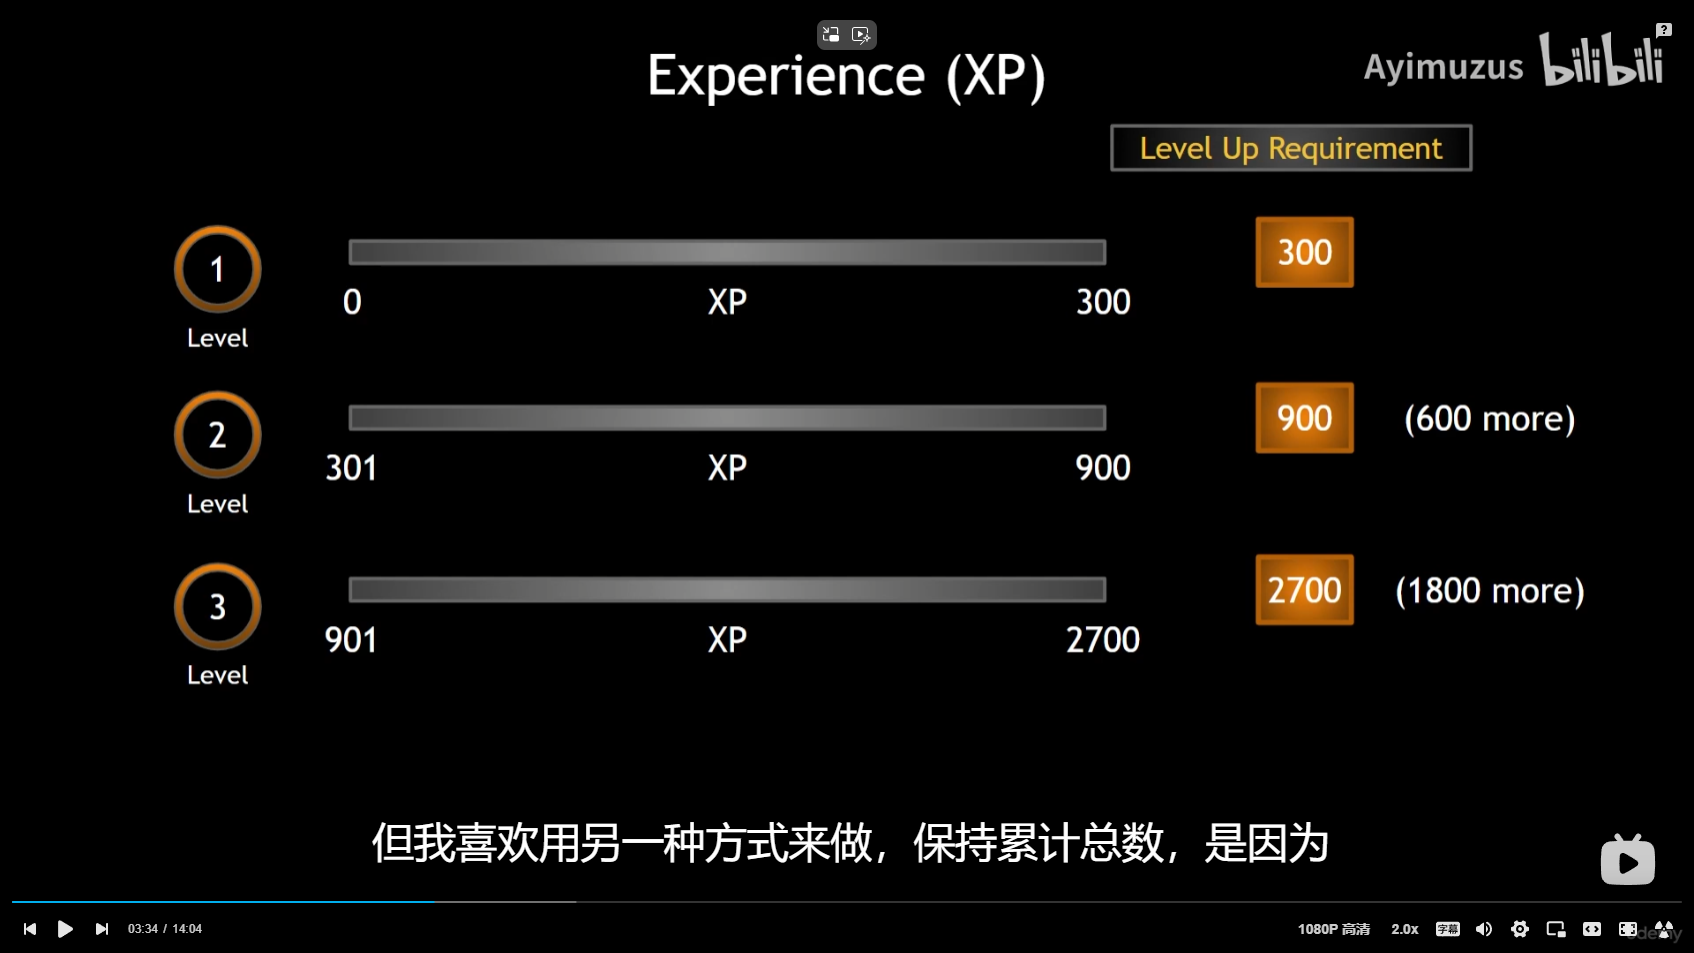 Experience (XP)
Ayimuzus bilibili
Level Up Requirement
1
Level
0 XP 300
300
2
Level
301 XP 900
900 (600 more)
3
Level
901 XP 2700
2700 (1800 more)
但我喜欢用另一种方式来做，保持累计总数，是因为
03:34 / 14:04
1080P 高清 2.0x 字幕
udemy